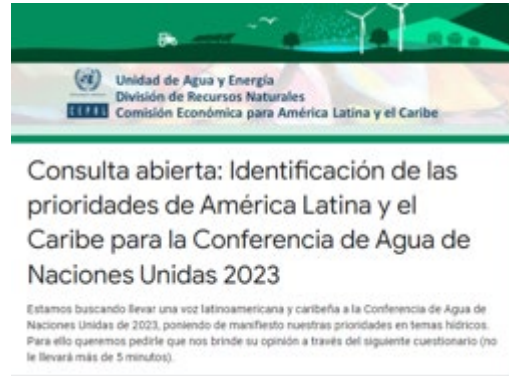 Unidad de Agua y Energía
División de Recursos Naturales
CEPAL
Comisión Económica para América Latina y el Caribe
Consulta abierta: Identificación de las
prioridades de América Latina y el
Caribe para la Conferencia de Agua de
Naciones Unidas 2023
Estamos buscando llevar una voz latinoamericana y caribeña a la Conferencia de Agua de
Naciones Unidas de 2023, poniendo de manifiesto nuestras prioridades en temas hídricos.
Para ello queremos pedirle que nos brinde su opinión a través del siguiente cuestionario (no
le llevará más de 5 minutos).